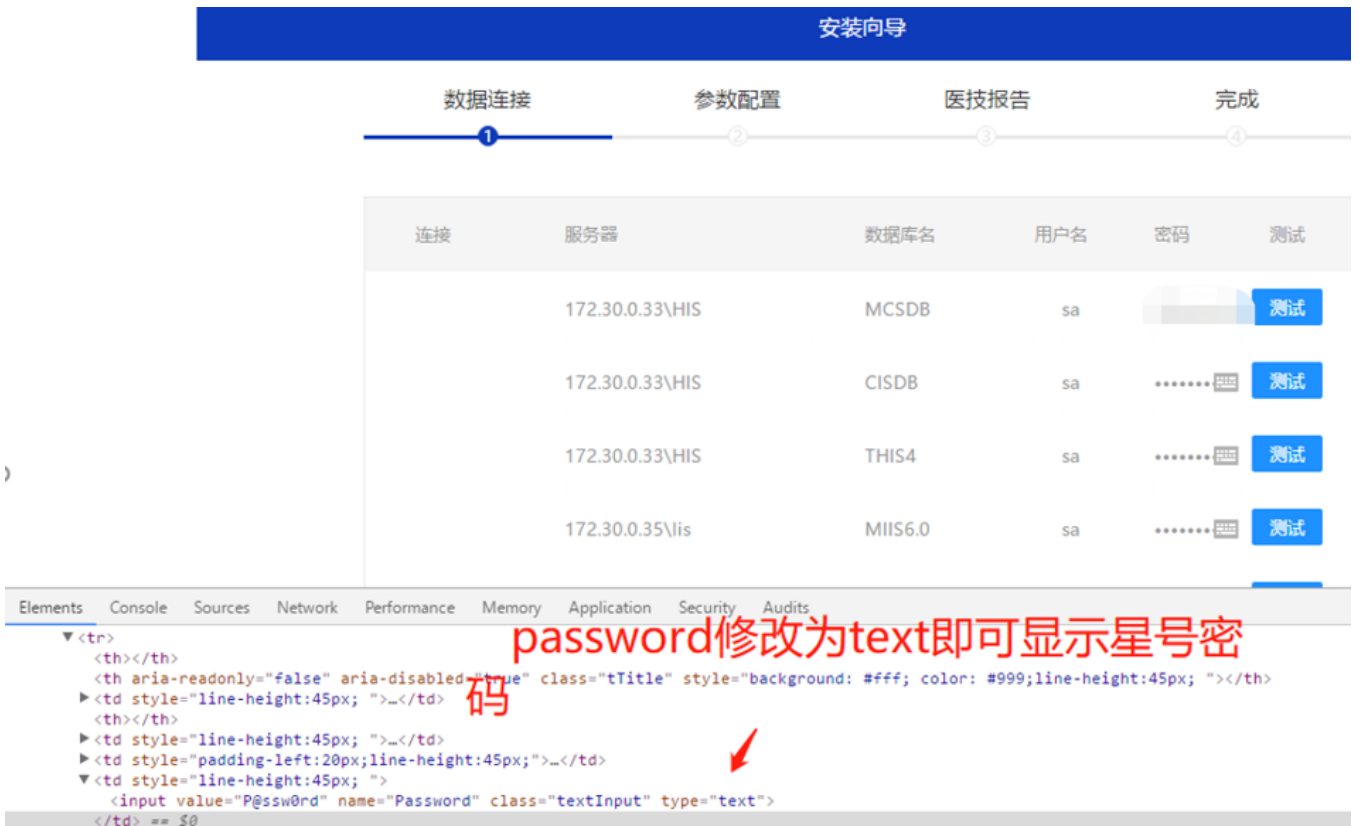 安装向导
数据连接 参数配置 医技报告 完成
1 2 3 4
连接 服务器 数据库名 用户名 密码 测试
172.30.0.33\HIS MCSDB sa 测试
172.30.0.33\HIS CISDB sa ········ 测试
172.30.0.33\HIS THIS4 sa ········ 测试
172.30.0.35\lis MIIS6.0 sa ········ 测试
Elements Console Sources Network Performance Memory Application Security Audits
password修改为text即可显示星号密
码
▼<tr>
<th></th>
<th aria-readonly="false" aria-disabled="true" class="tTitle" style="background: #fff; color: #999;line-height:45px; "></th>
▶<td style="line-height:45px; ">…</td>
<th></th>
▶<td style="line-height:45px; ">…</td>
▶<td style="padding-left:20px;line-height:45px;">…</td>
▼<td style="line-height:45px; ">
<input value="P@ssw0rd" name="Password" class="textInput" type="text">
</td> == $0